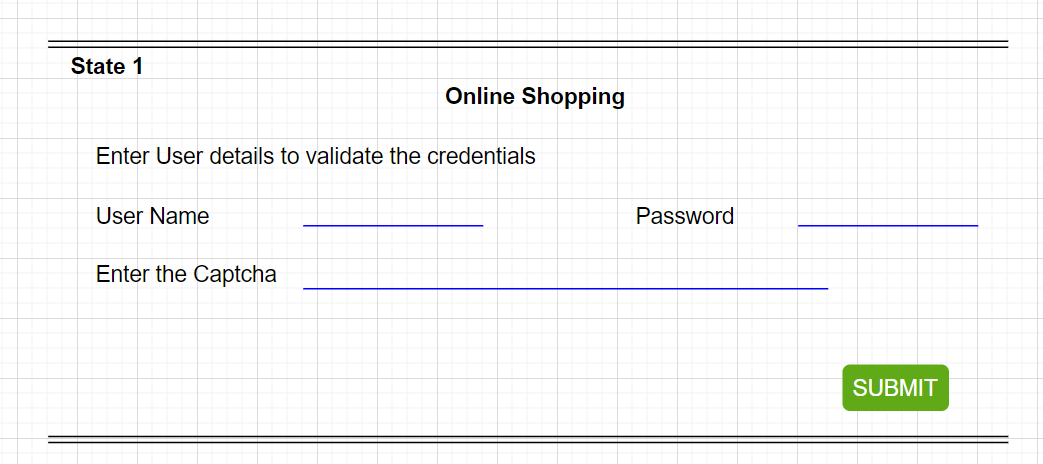 State 1
Online Shopping
Enter User details to validate the credentials
User Name Password
Enter the Captcha
SUBMIT